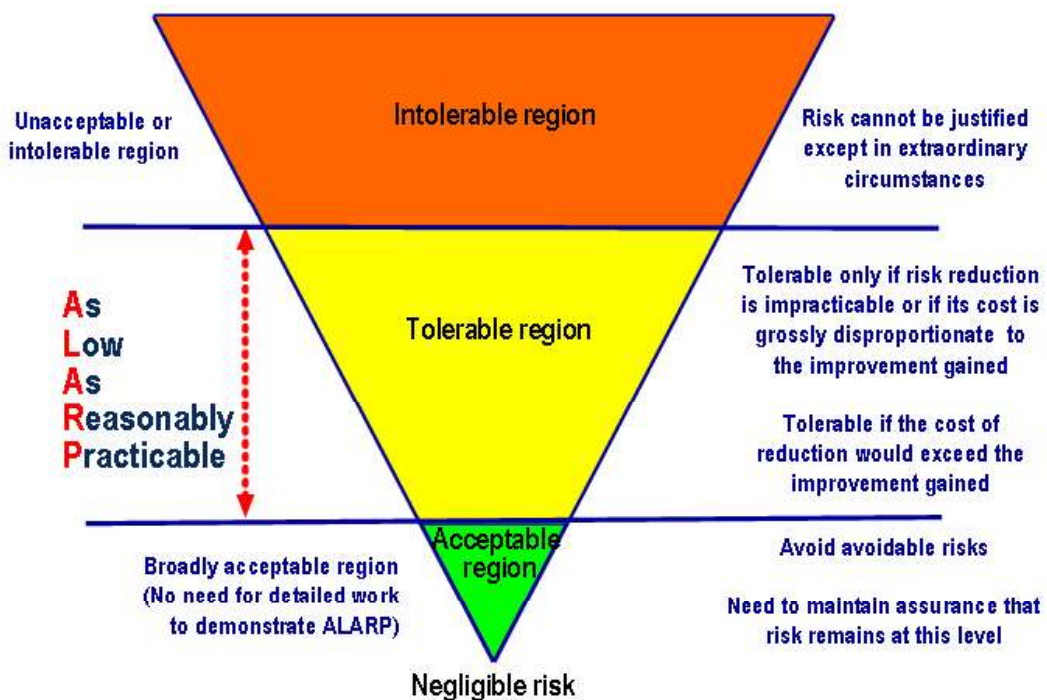 Unacceptable or
intolerable region
Intolerable region
Risk cannot be justified
except in extraordinary
circumstances
As
Low
As
Reasonably
Practicable
Tolerable region
Tolerable only if risk reduction
is impracticable or if its cost is
grossly disproportionate to
the improvement gained
Tolerable if the cost of
reduction would exceed the
improvement gained
Broadly acceptable region
(No need for detailed work
to demonstrate ALARP)
Acceptable
region
Avoid avoidable risks
Need to maintain assurance that
risk remains at this level
Negligible risk